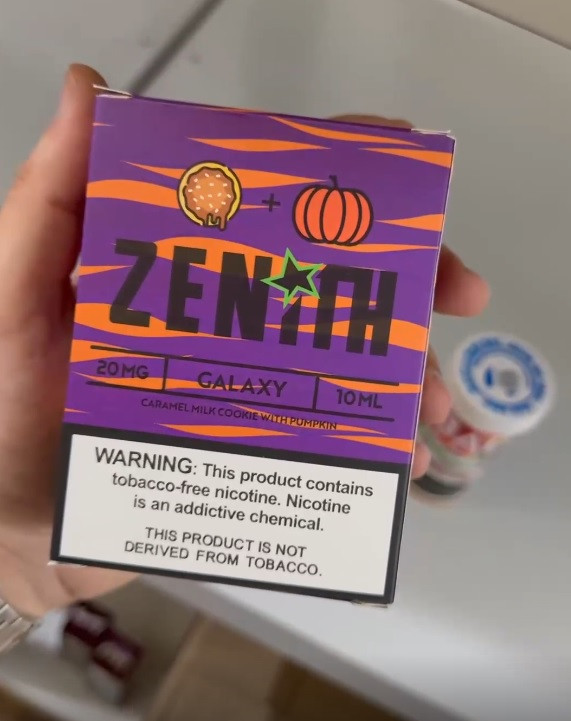 +
ZENITH
20MG GALAXY 10ML
CARAMEL MILK COOKIE WITH PUMPKIN
WARNING: This product contains
tobacco-free nicotine. Nicotine
is an addictive chemical.
THIS PRODUCT IS NOT
DERIVED FROM TOBACCO.